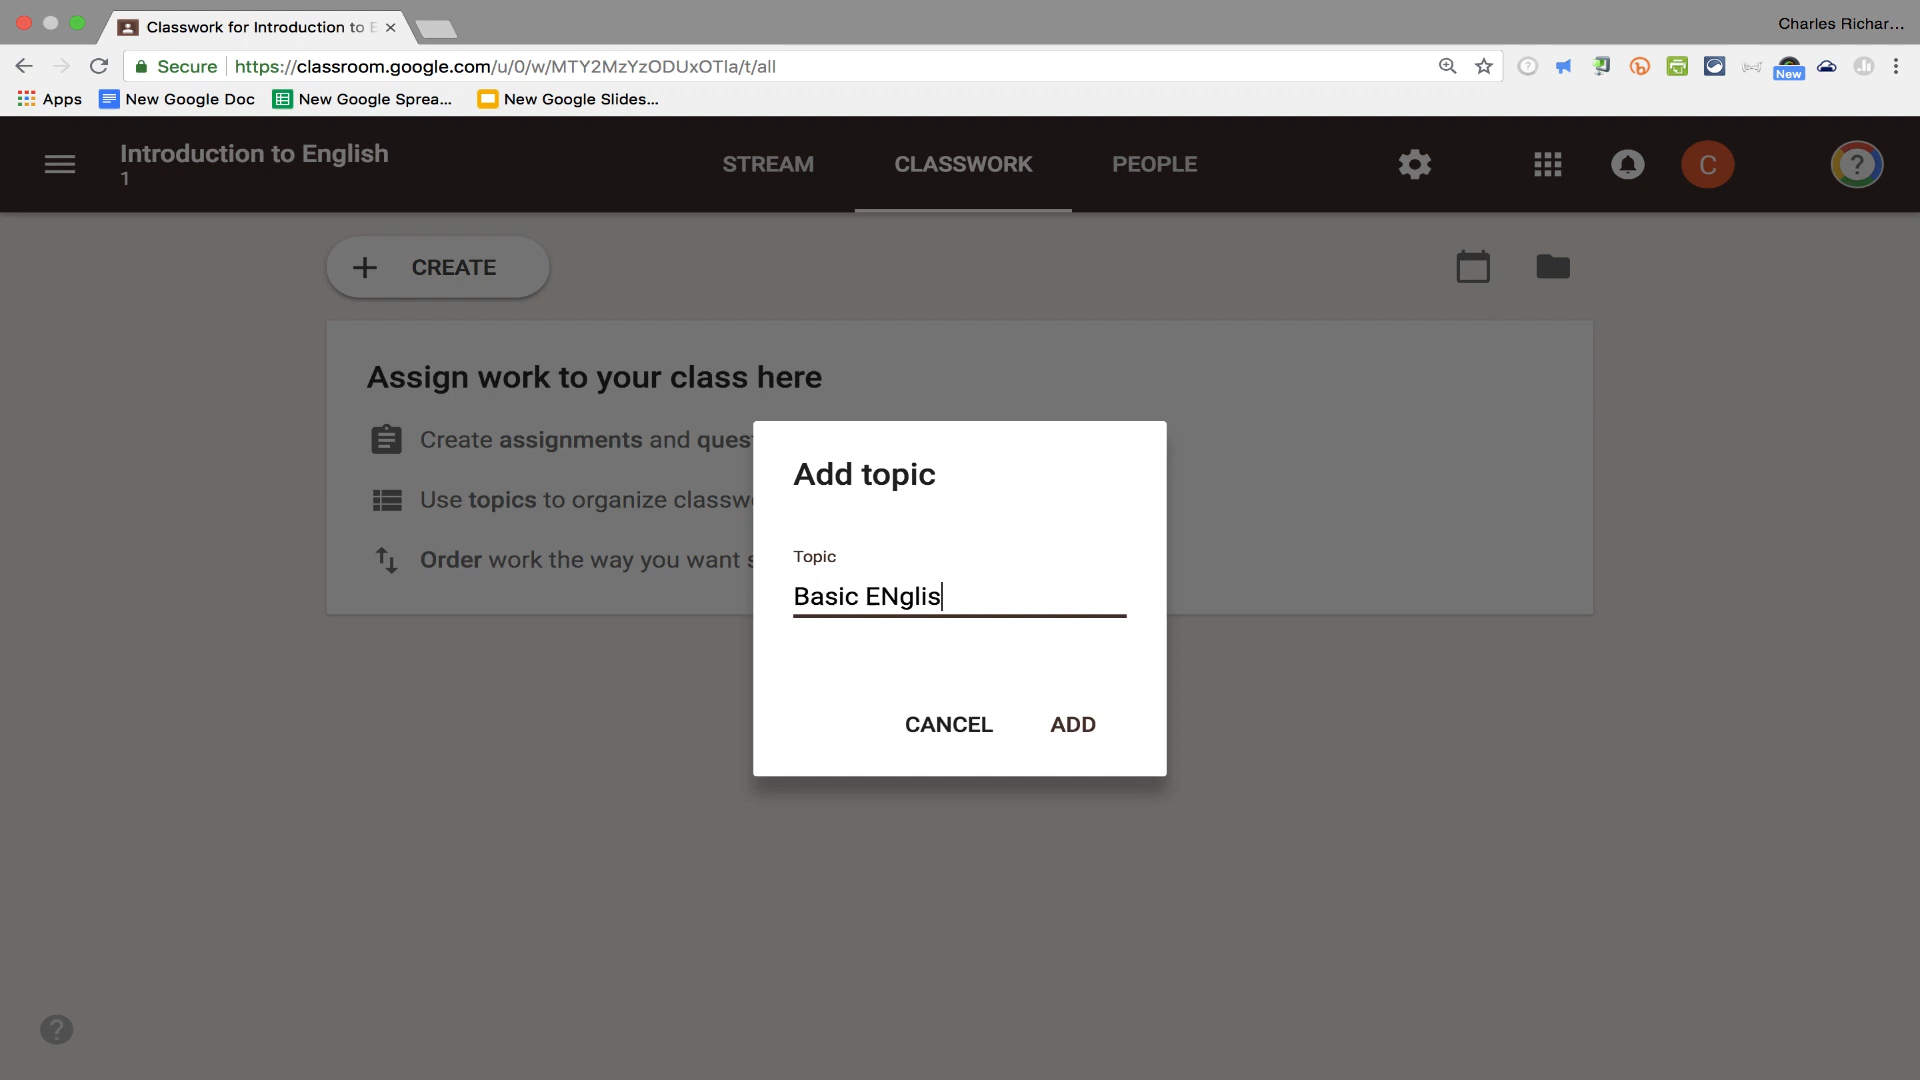 Classwork for Introduction to E
Charles Richar...
Secure https://classroom.google.com/u/0/w/MTY2MzYzODUxOTIa/t/all
New
Apps New Google Doc New Google Sprea... New Google Slides...
Introduction to English
1
STREAM CLASSWORK PEOPLE
C
?
CREATE
Assign work to your class here
Create assignments and ques
Use topics to organize classw
Order work the way you want
Add topic
Topic
Basic ENglis
CANCEL ADD
?